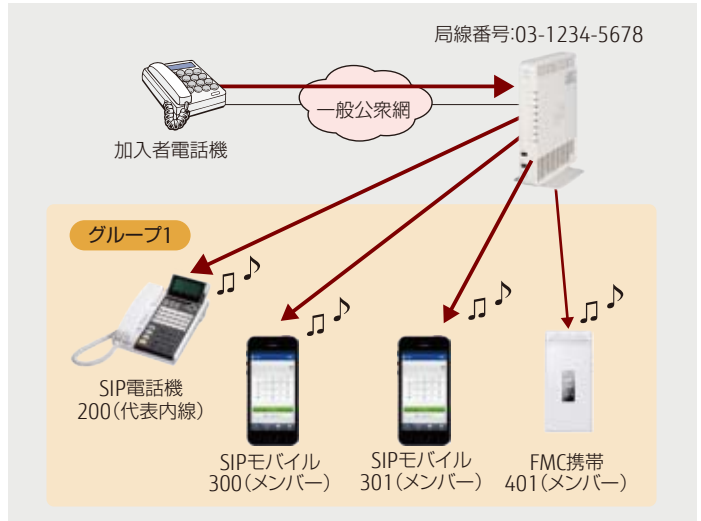 局線番号:03-1234-5678
一般公衆網
加入者電話機
グループ1
SIP電話機
200(代表内線)
SIPモバイル
300(メンバー)
SIPモバイル
301(メンバー)
FMC携帯
401(メンバー)